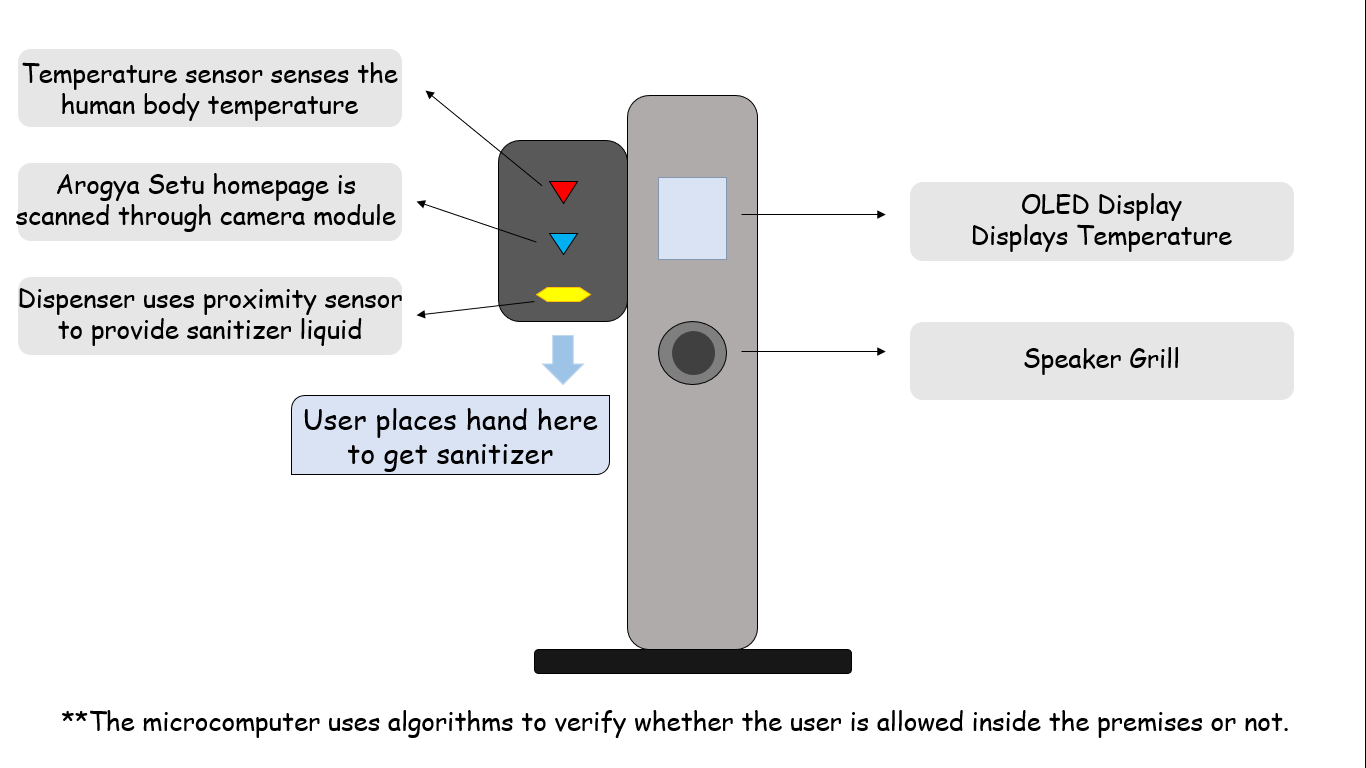 Temperature sensor senses the
human body temperature
Arogya Setu homepage is
scanned through camera module
Dispenser uses proximity sensor
to provide sanitizer liquid
User places hand here
to get sanitizer
OLED Display
Displays Temperature
Speaker Grill
**The microcomputer uses algorithms to verify whether the user is allowed inside the premises or not.